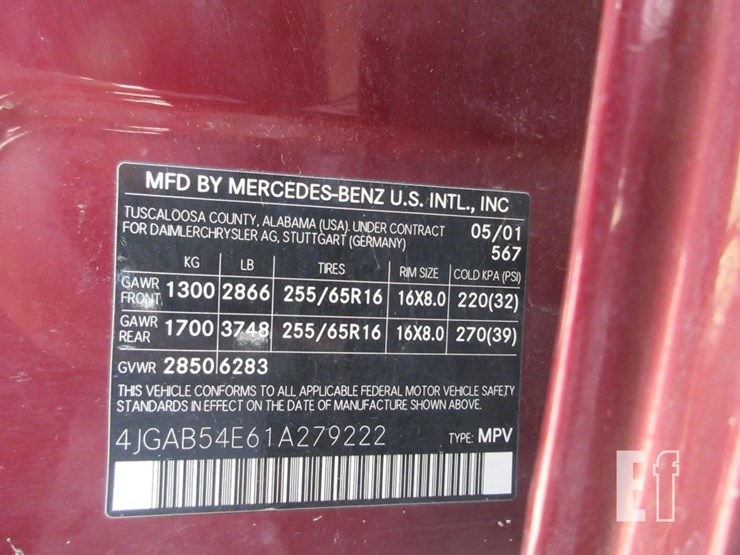 MFD BY MERCEDES-BENZ U.S. INTL., INC
TUSCALOOSA COUNTY, ALABAMA (USA). UNDER CONTRACT 05/01
FOR DAIMLERCHRYSLER AG, STUTTGART (GERMANY) 567
KG LB TIRES RIM SIZE COLD KPA (PSI)
GAWR FRONT 1300 2866 255/65R16 16X8.0 220(32)
GAWR REAR 1700 3748 255/65R16 16X8.0 270(39)
GVWR 2850 6283
THIS VEHICLE CONFORMS TO ALL APPLICABLE FEDERAL MOTOR VEHICLE SAFETY
STANDARDS IN EFFECT ON THE DATE OF MANUFACTURE SHOWN ABOVE.
4JGAB54E61A279222 TYPE: MPV
Ef